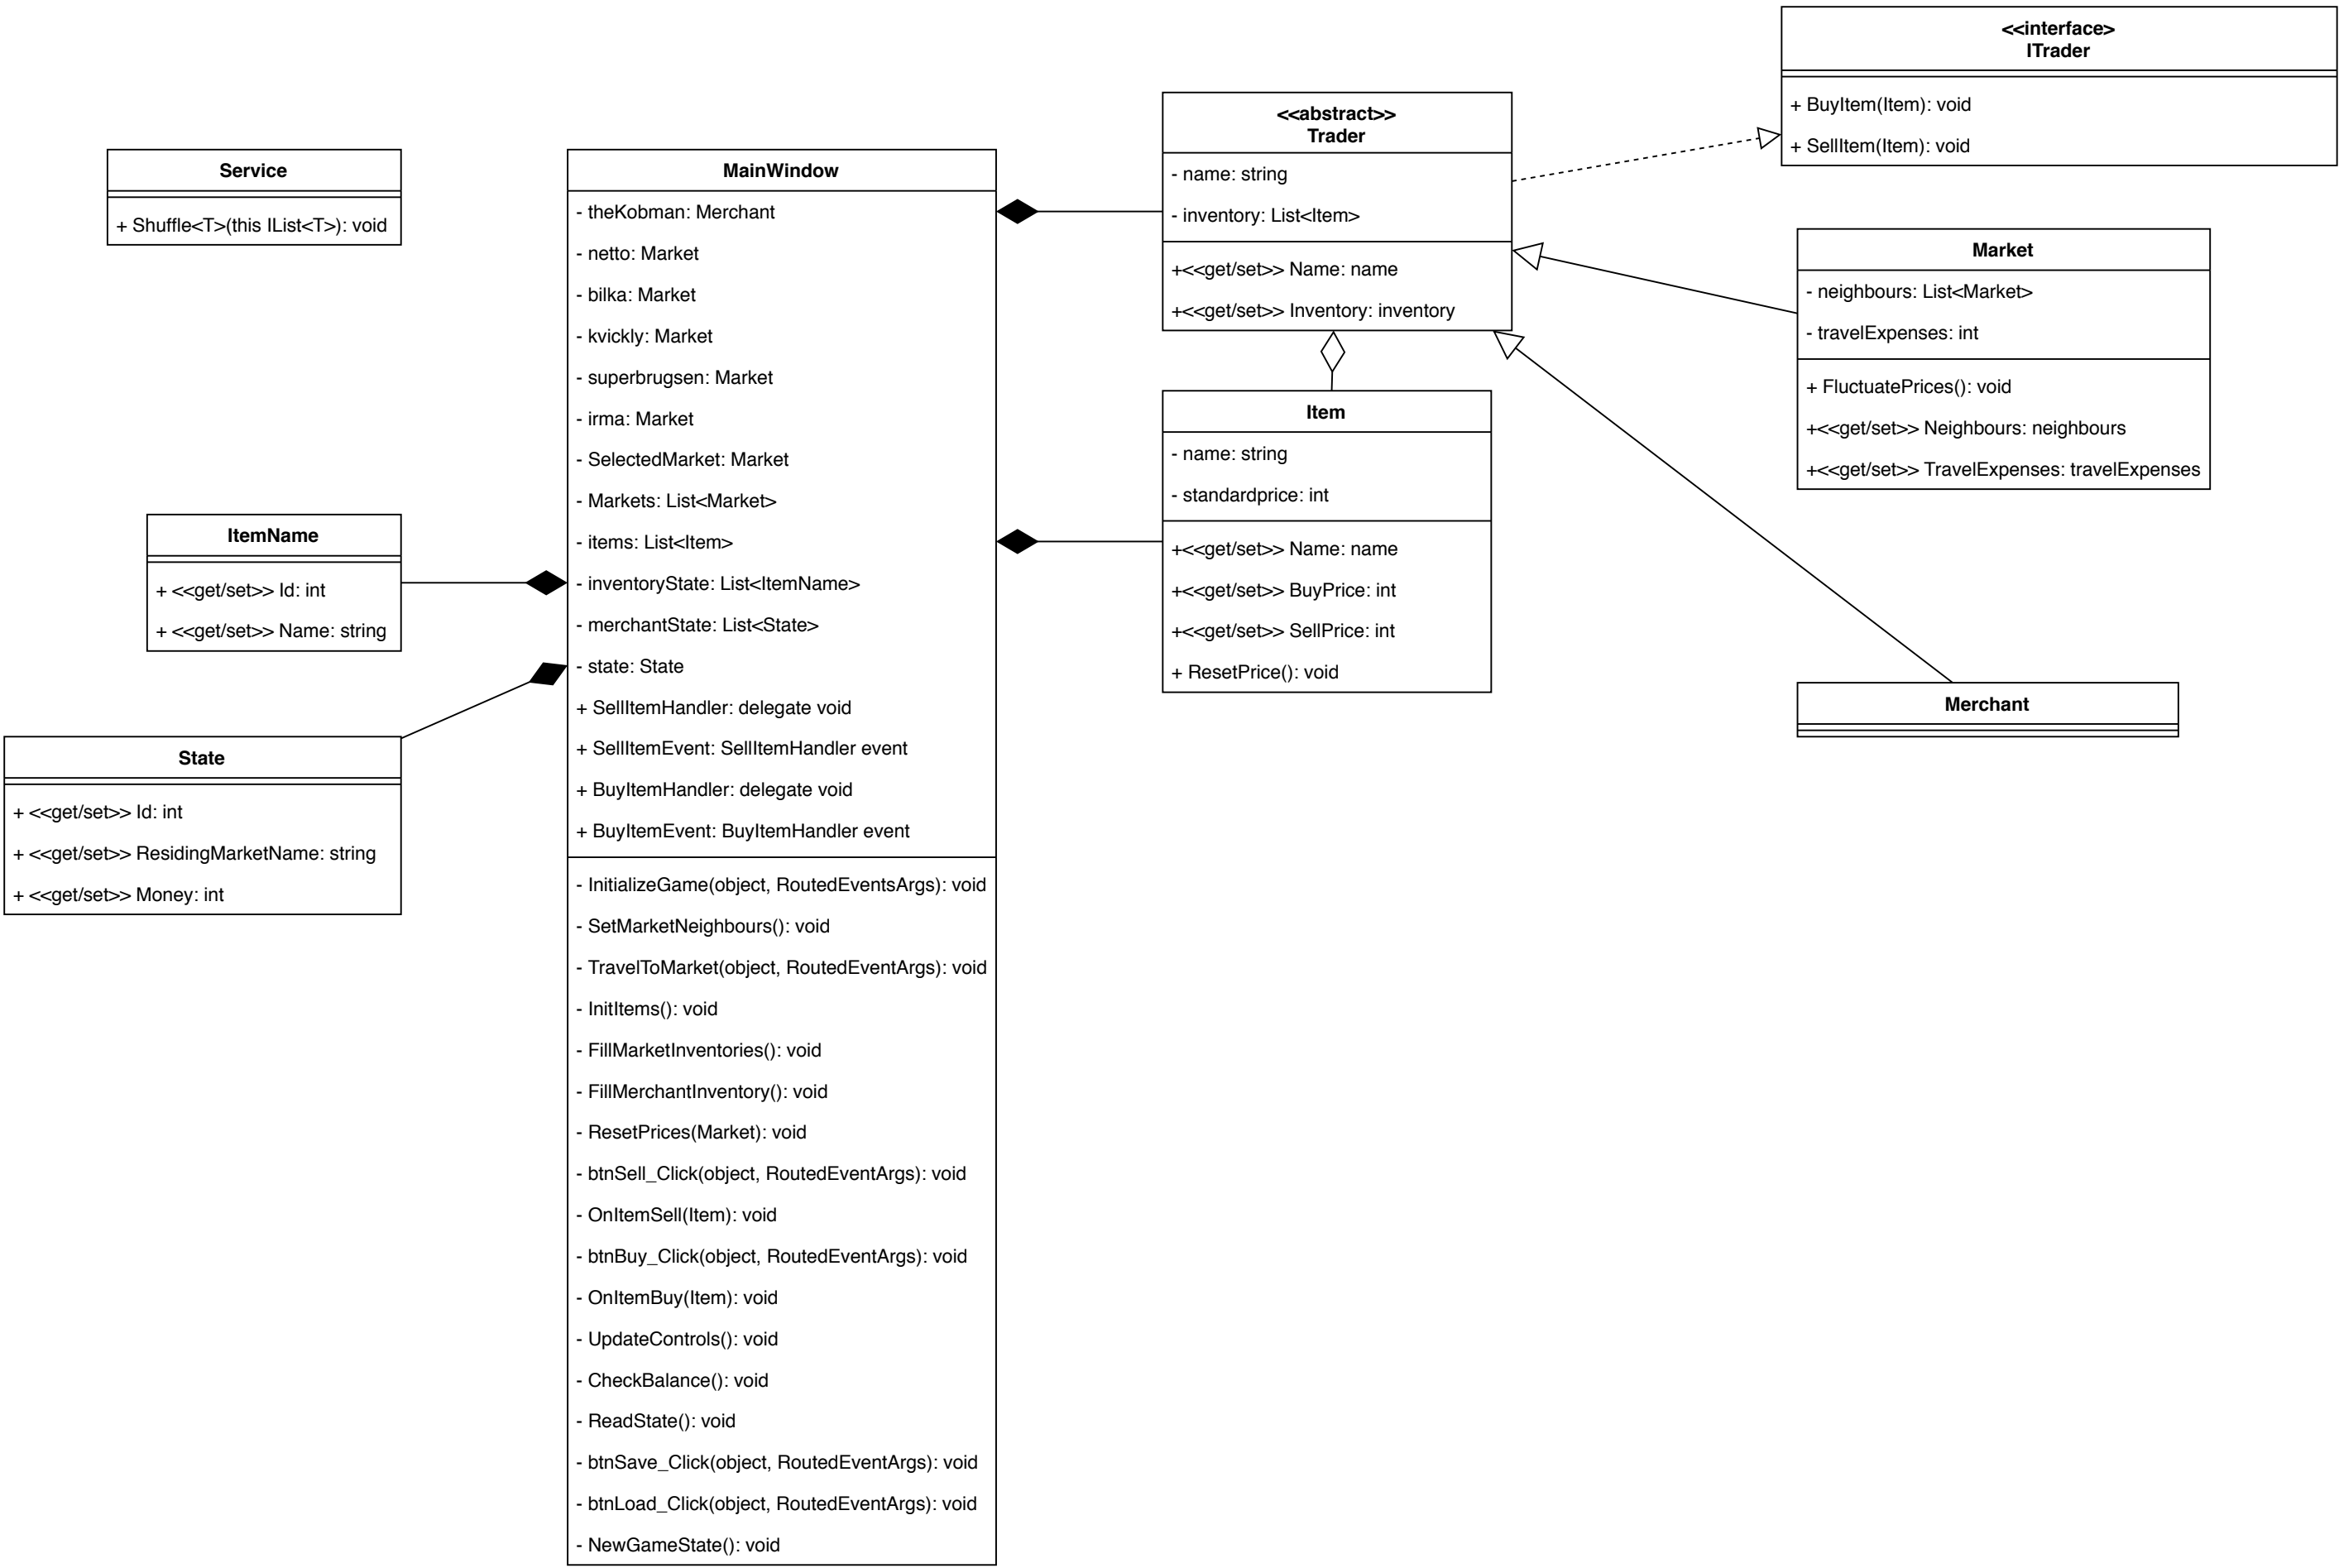 <<interface>
ITrader
+ BuyItem(Item): void
+ SellItem(Item): void
<<abstract>>
Trader
- name: string
- inventory: List<Item>
+<<get/set>> Name: name
+<<get/set>> Inventory: inventory
Service
+ Shuffle<T>(this IList<T>): void
MainWindow
- theKobman: Merchant
- netto: Market
- bilka: Market
- kvickly: Market
- superbrugsen: Market
- irma: Market
- SelectedMarket: Market
- Markets: List<Market>
- items: List<Item>
- inventoryState: List<ItemName>
- merchantState: List<State>
- state: State
+ SellItemHandler: delegate void
+ SellItemEvent: SellItemHandler event
+ BuyItemHandler: delegate void
+ BuyItemEvent: BuyItemHandler event
- InitializeGame(object, RoutedEventsArgs): void
- SetMarketNeighbours(): void
- TravelToMarket(object, RoutedEventArgs): void
- InitItems(): void
- FillMarketInventories(): void
- FillMerchantInventory(): void
- ResetPrices(Market): void
- btnSell_Click(object, RoutedEventArgs): void
- OnItemSell(Item): void
- btnBuy_Click(object, RoutedEventArgs): void
- OnItemBuy(Item): void
- UpdateControls(): void
- CheckBalance(): void
- ReadState(): void
- btnSave_Click(object, RoutedEventArgs): void
- btnLoad_Click(object, RoutedEventArgs): void
- NewGameState(): void
Market
- neighbours: List<Market>
- travelExpenses: int
+ FluctuatePrices(): void
+<<get/set>> Neighbours: neighbours
+<<get/set>> TravelExpenses: travelExpenses
Item
- name: string
- standardprice: int
+<<get/set>> Name: name
+<<get/set>> BuyPrice: int
+<<get/set>> SellPrice: int
+ ResetPrice(): void
ItemName
+ <<get/set>> Id: int
+ <<get/set>> Name: string
Merchant
State
+ <<get/set>> Id: int
+ <<get/set>> ResidingMarketName: string
+ <<get/set>> Money: int